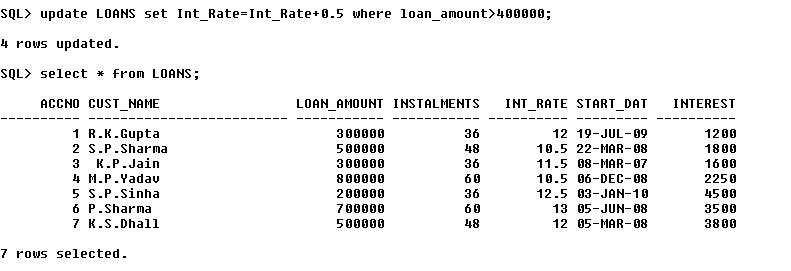 SQL> update LOANS set Int_Rate=Int_Rate+0.5 where loan_amount>400000;
4 rows updated.
SQL> select * from LOANS;
ACCNO CUST_NAME LOAN_AMOUNT INSTALMENTS INT_RATE START_DAT INTEREST
---------- ------------------------- ----------- ----------- ---------- --------- ----------
1 R.K.Gupta 300000 36 12 19-JUL-09 1200
2 S.P.Sharma 500000 48 10.5 22-MAR-08 1800
3 K.P.Jain 300000 36 11.5 08-MAR-07 1600
4 M.P.Yadav 800000 60 10.5 06-DEC-08 2250
5 S.P.Sinha 200000 36 12.5 03-JAN-10 4500
6 P.Sharma 700000 60 13 05-JUN-08 3500
7 K.S.Dhall 500000 48 12 05-MAR-08 3800
7 rows selected.